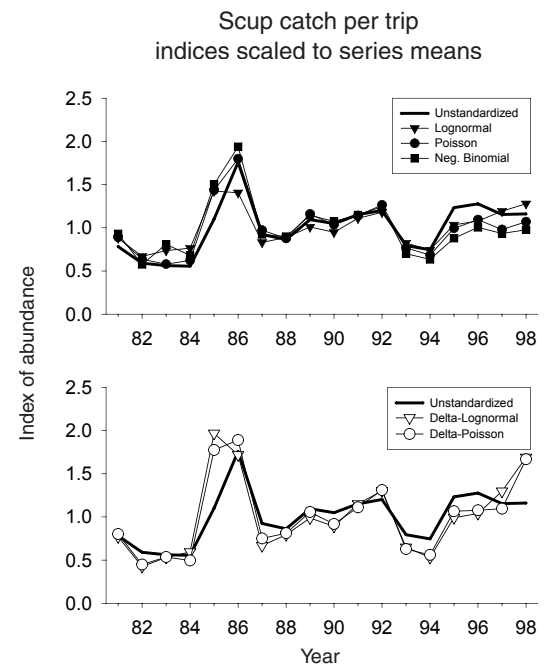 Scup catch per trip
indices scaled to series means
2.5
2.0
1.5
1.0
0.5
0.0
Unstandardized
Lognormal
Poisson
Neg. Binomial
82 84 86 88 90 92 94 96 98
Index of abundance
2.5
2.0
1.5
1.0
0.5
0.0
Unstandardized
Delta-Lognormal
Delta-Poisson
82 84 86 88 90 92 94 96 98
Year